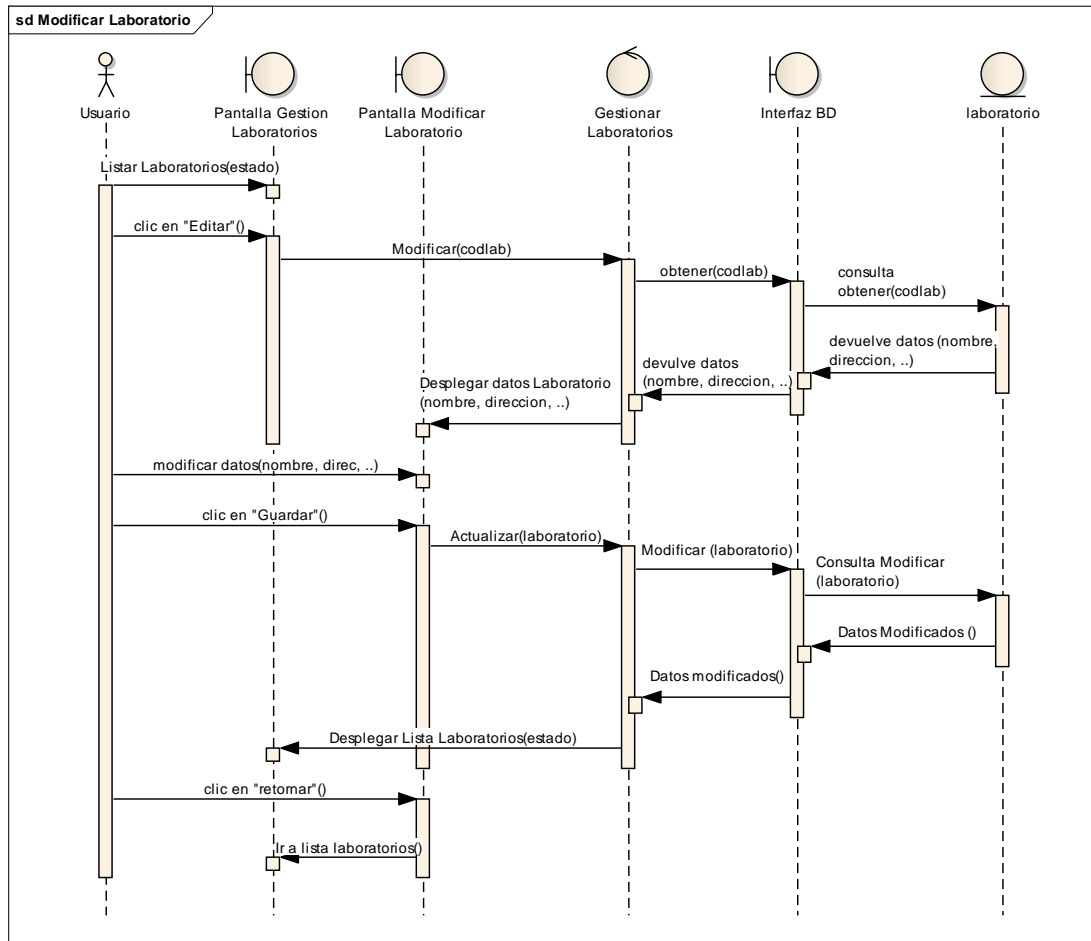 sd Modificar Laboratorio
Usuario
Pantalla Gestion
Laboratorios
Pantalla Modificar
Laboratorio
Gestionar
Laboratorios
Interfaz BD
laboratorio
Listar Laboratorios(estado)
clic en "Editar"()
Modificar(codlab)
obtener(codlab)
consulta
obtener(codlab)
devuelve datos (nombre,
direccion, ..)
devulve datos
(nombre, direccion, ..)
Desplegar datos Laboratorio
(nombre, direccion, ..)
modificar datos(nombre, direc, ..)
clic en "Guardar"()
Actualizar(laboratorio)
Modificar (laboratorio)
Consulta Modificar
(laboratorio)
Datos Modificados ()
Datos modificados()
Desplegar Lista Laboratorios(estado)
clic en "retornar"()
Ir a lista laboratorios()